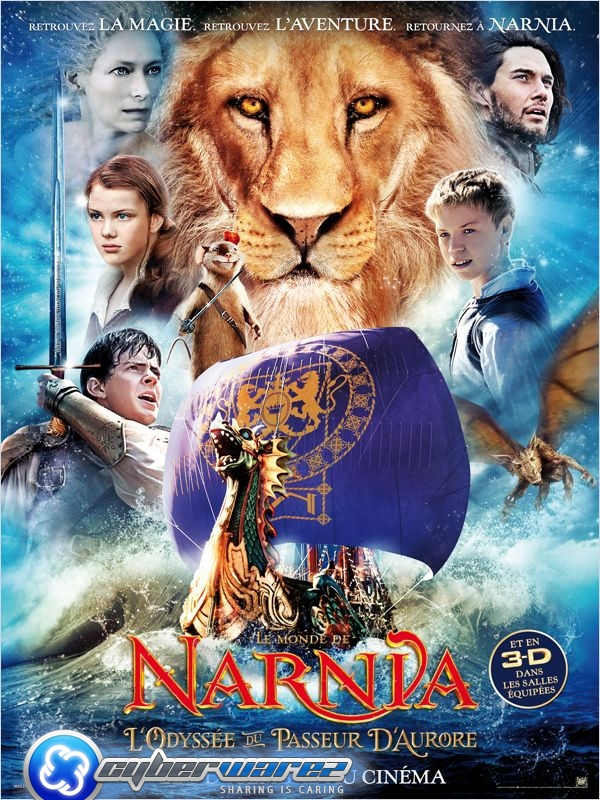 RETROUVEZ LA MAGIE. RETROUVEZ L'AVENTURE. RETOURNEZ À NARNIA.
LE MONDE DE
NARNIA
L'ODYSSÉE DU PASSEUR D'AURORE
ET EN
3-D
DANS
LES SALLES
ÉQUIPÉES
CYBERWAREZ
CINÉMA
SHARING IS CARING